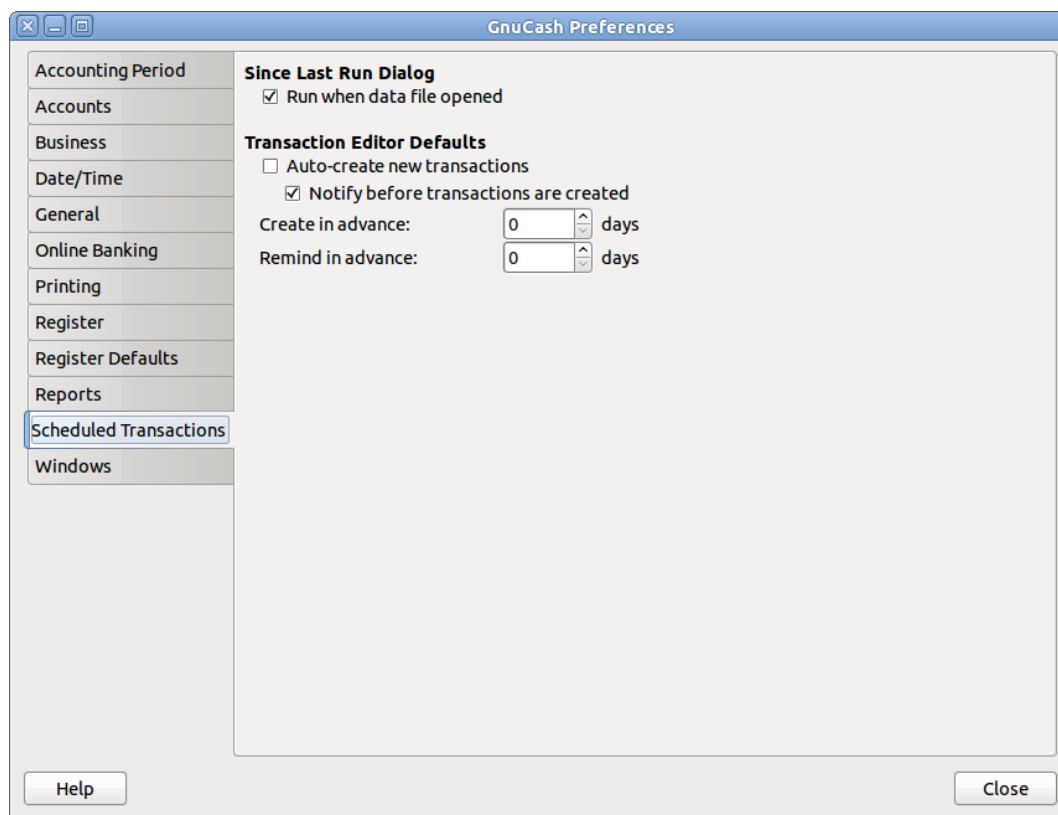 GnuCash Preferences
Accounting Period
Accounts
Business
Date/Time
General
Online Banking
Printing
Register
Register Defaults
Reports
Scheduled Transactions
Windows
Since Last Run Dialog
Run when data file opened
Transaction Editor Defaults
Auto-create new transactions
Notify before transactions are created
Create in advance: 0 days
Remind in advance: 0 days
Help
Close